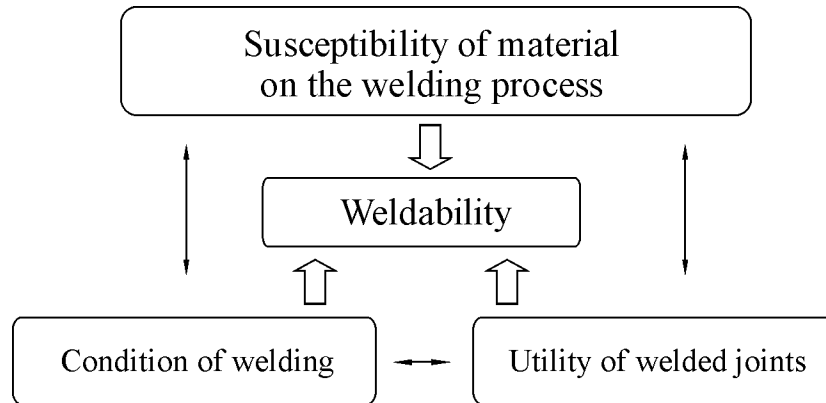 Susceptibility of material
on the welding process
Weldability
Condition of welding
Utility of welded joints